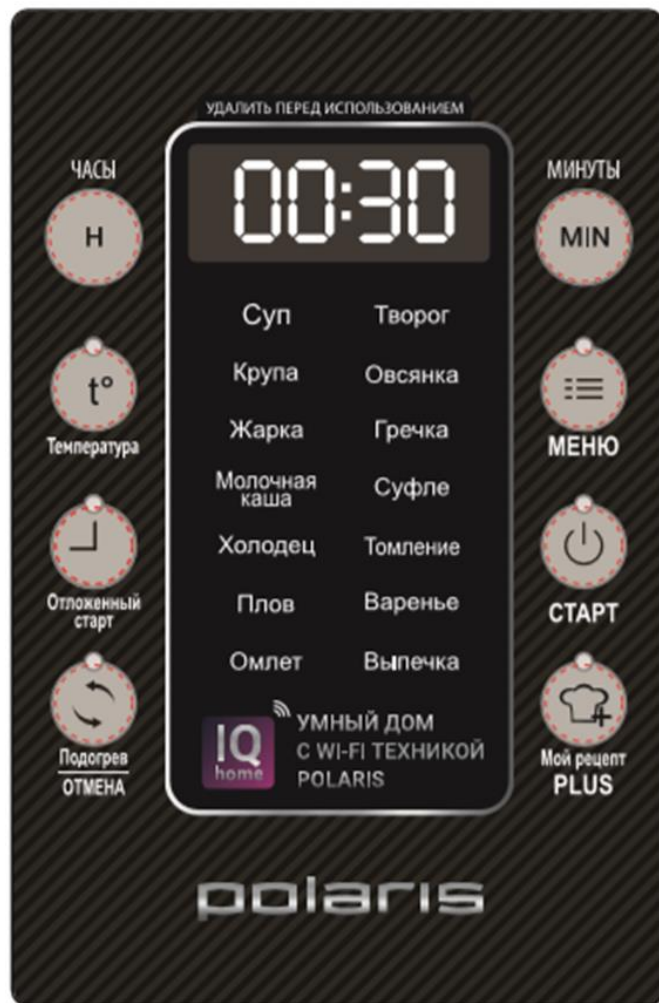 УДАЛИТЬ ПЕРЕД ИСПОЛЬЗОВАНИЕМ
00:30
ЧАСЫ
H
МИНУТЫ
MIN
t°
Температура
МЕНЮ
Отложенный
старт
СТАРТ
Подогрев
ОТМЕНА
Мой рецепт
PLUS
Суп
Творог
Крупа
Овсянка
Жарка
Гречка
Молочная
каша
Суфле
Холодец
Томление
Плов
Варенье
Омлет
Выпечка
IQ
home
УМНЫЙ ДОМ
С WI-FI ТЕХНИКОЙ
POLARIS
polaris